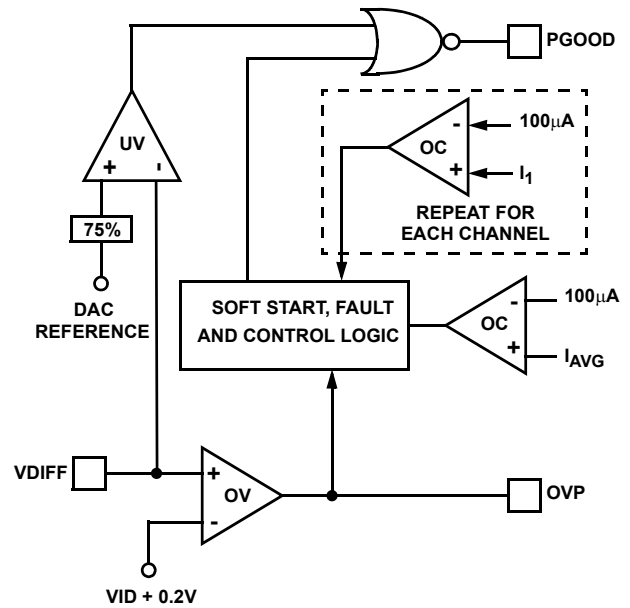 PGOOD
UV
+ -
75%
DAC
REFERENCE
- 100μA
OC
+ I1
REPEAT FOR
EACH CHANNEL
SOFT START, FAULT
AND CONTROL LOGIC
- 100μA
OC
+ IAVG
VDIFF
+
OV
-
OVP
VID + 0.2V